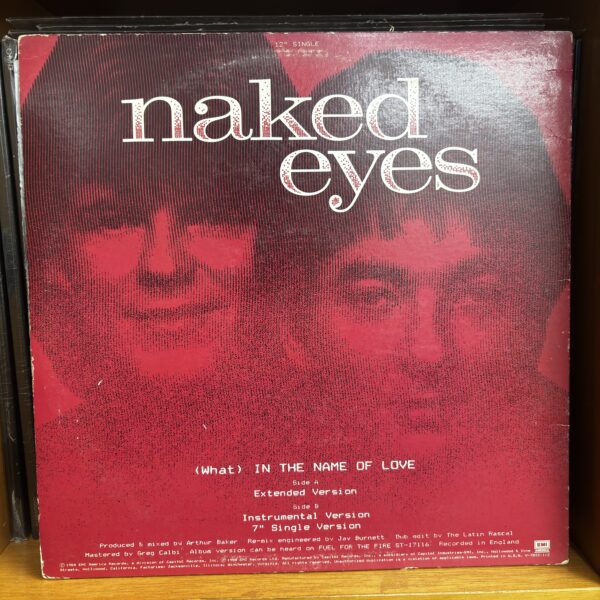 12" SINGLE
naked
eyes
(What) IN THE NAME OF LOVE
Side A
Extended Version
Side B
Instrumental Version
7" Single Version
Produced & mixed by Arthur Baker Re-mix engineered by Jay Burnett Dub edit by The Latin Rascal
Mastered by Greg Calbi Album version can be heard on FUEL FOR THE FIRE ST-17116 Recorded in England
EMI